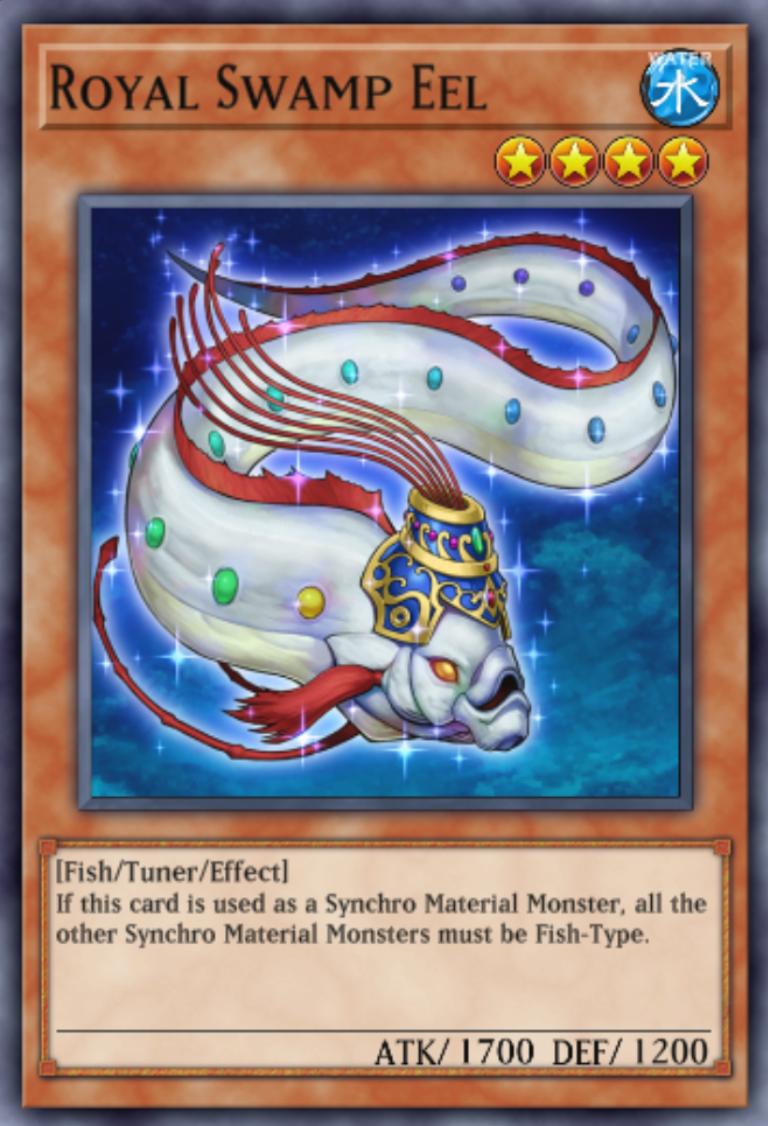 ROYAL SWAMP EEL
WATER
水
[Fish/Tuner/Effect]
If this card is used as a Synchro Material Monster, all the
other Synchro Material Monsters must be Fish-Type.
ATK/ 1700 DEF/ 1200